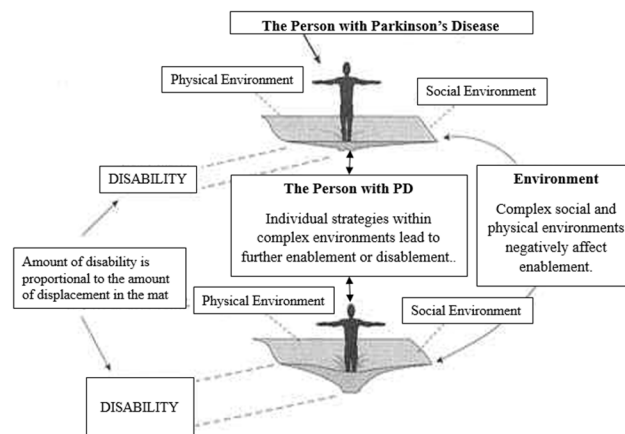 The Person with Parkinson's Disease
Physical Environment
Social Environment
DISABILITY
The Person with PD
Individual strategies within
complex environments lead to
further enablement or disablement..
Environment
Complex social and
physical environments
negatively affect
enablement.
Amount of disability is
proportional to the amount
of displacement in the mat
Physical Environment
Social Environment
DISABILITY